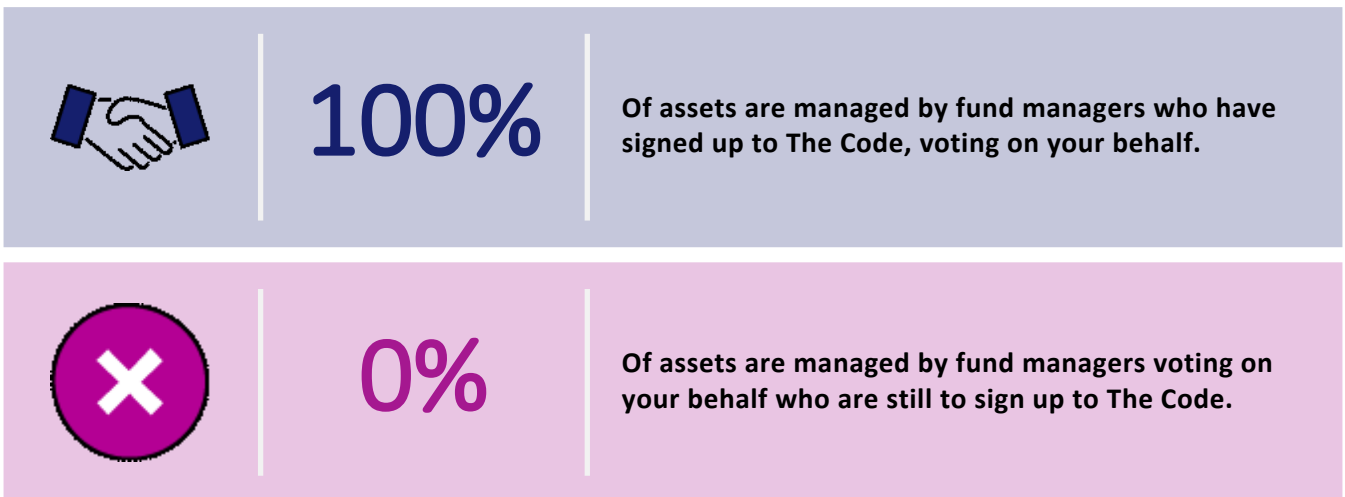 100%
Of assets are managed by fund managers who have
signed up to The Code, voting on your behalf.
0%
Of assets are managed by fund managers voting on
your behalf who are still to sign up to The Code.